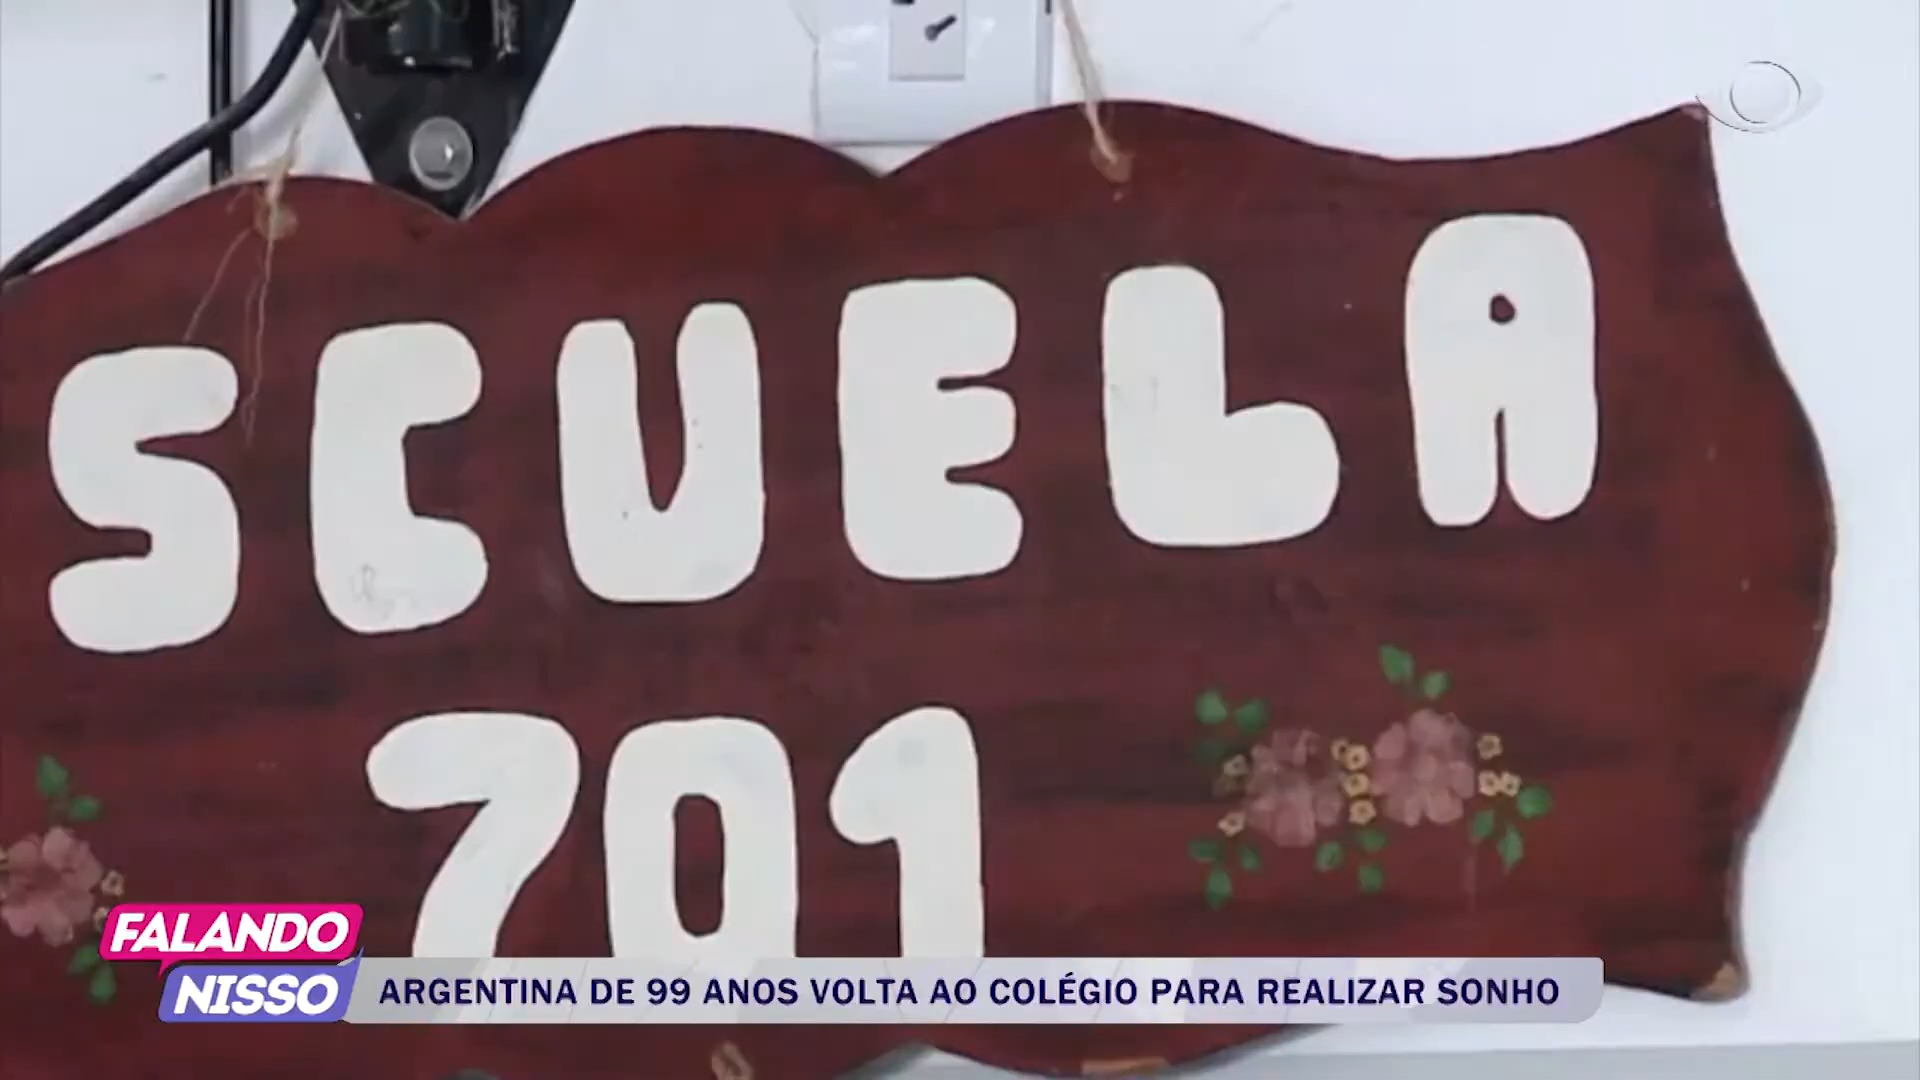 SCUELA
701
FALANDO
NISSO
ARGENTINA DE 99 ANOS VOLTA AO COLÉGIO PARA REALIZAR SONHO